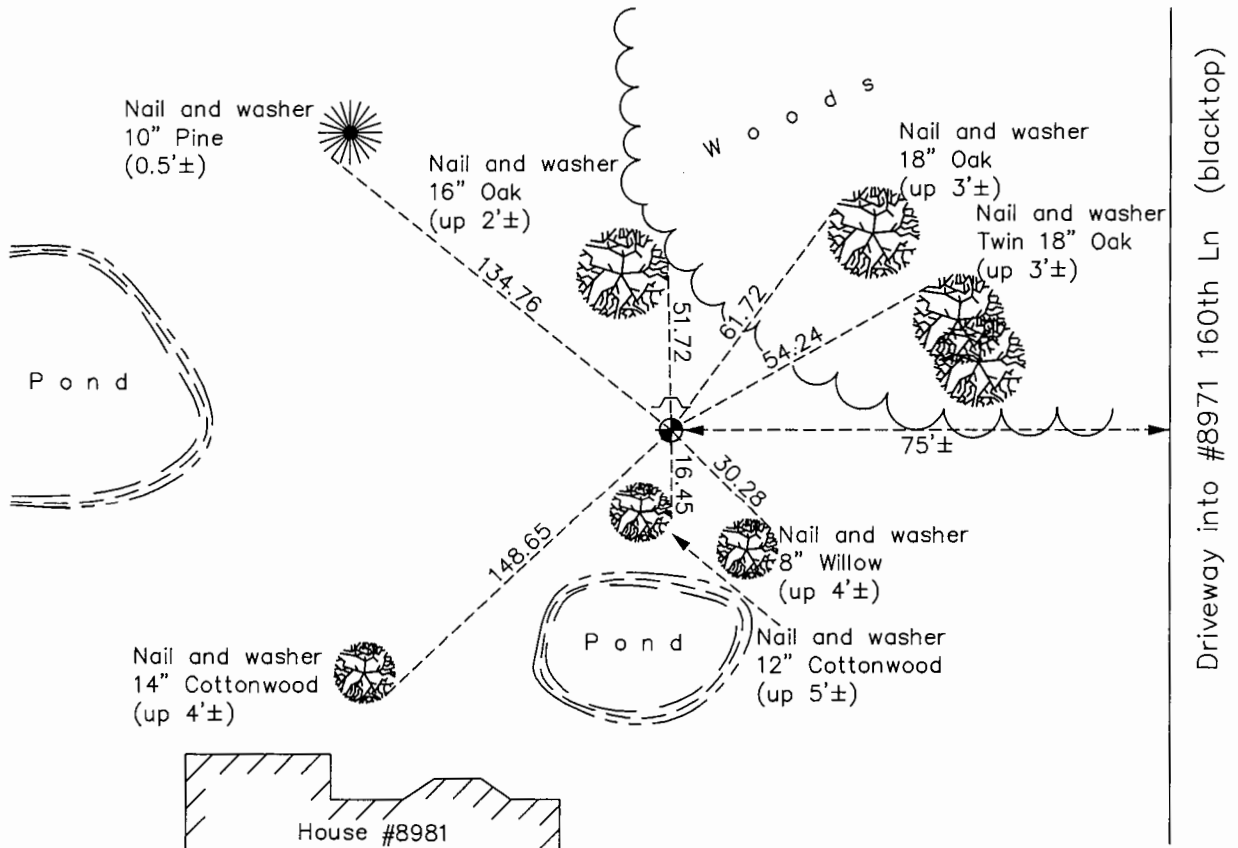 Nail and washer
10" Pine
(0.5'±)
Nail and washer
16" Oak
(up 2'±)
Woods
Nail and washer
18" Oak
(up 3'±)
Nail and washer
Twin 18" Oak
(up 3'±)
134.76
51.72
61.72
54.24
Pond
75'±
16.45
30.28
148.65
Nail and washer
8" Willow
(up 4'±)
Pond
Nail and washer
12" Cottonwood
(up 5'±)
Nail and washer
14" Cottonwood
(up 4'±)
House #8981
Driveway into #8971 160th Ln (blacktop)